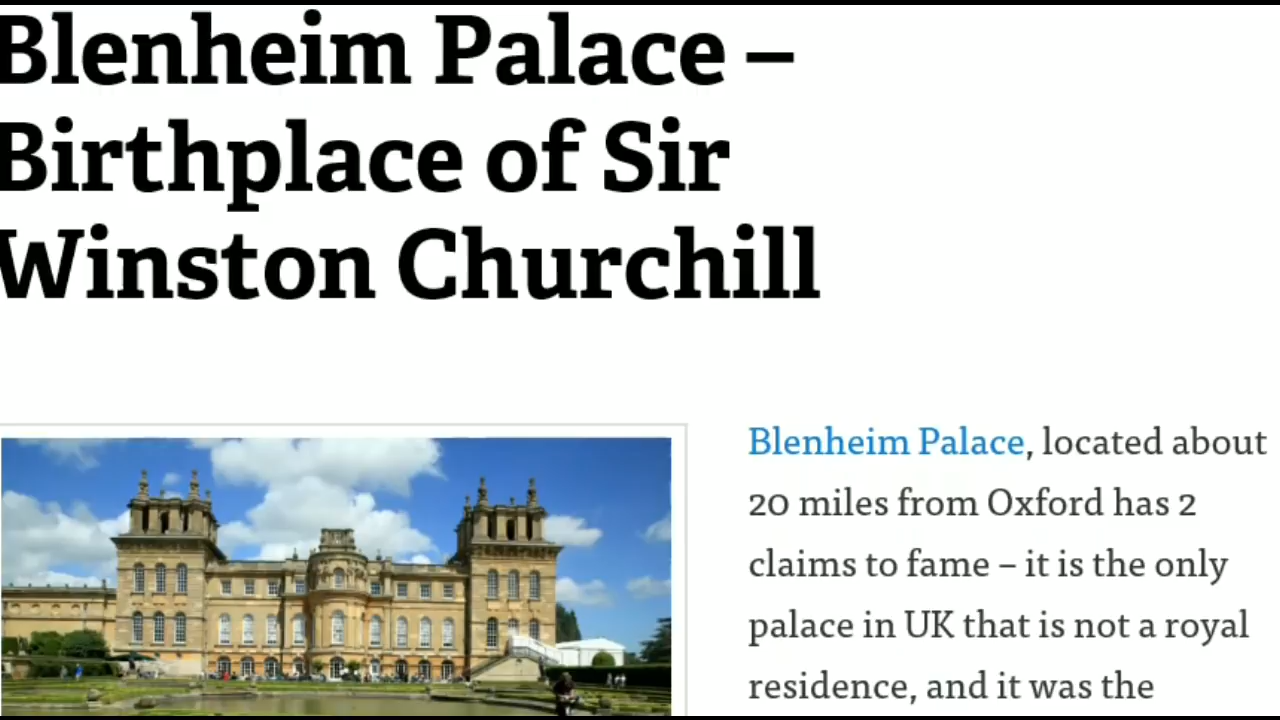 Blenheim Palace –
Birthplace of Sir
Winston Churchill
Blenheim Palace, located about
20 miles from Oxford has 2
claims to fame – it is the only
palace in UK that is not a royal
residence, and it was the